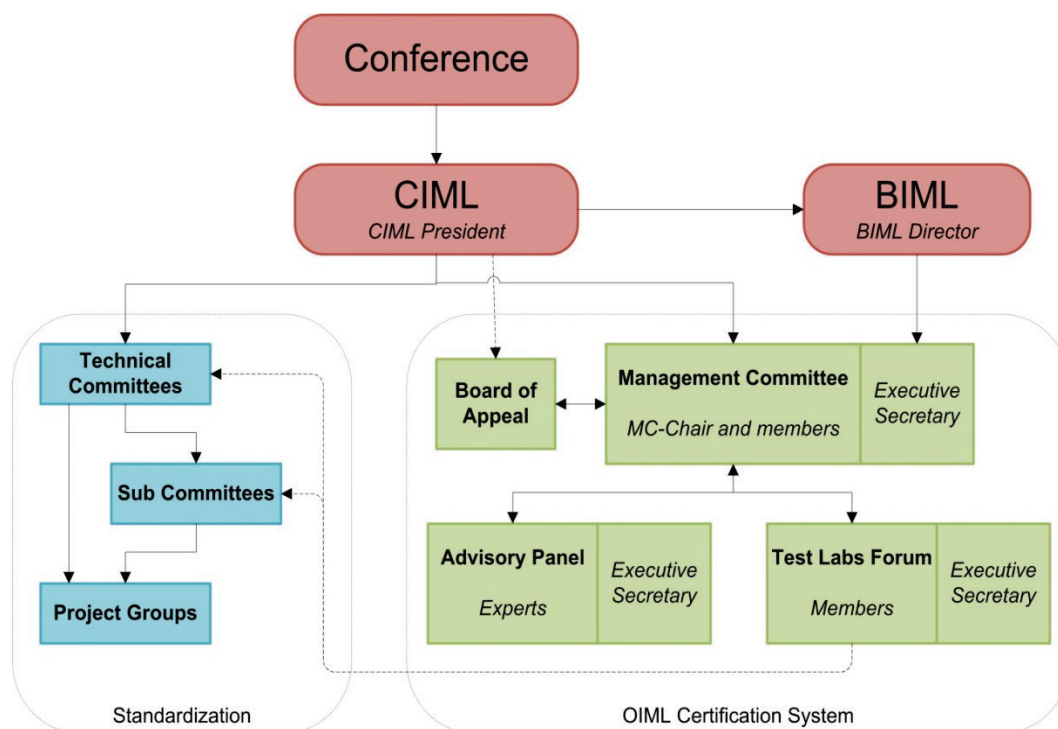 Conference
CIML
CIML President
BIML
BIML Director
Technical
Committees
Sub Committees
Project Groups
Standardization
Board of
Appeal
Management Committee
MC-Chair and members
Executive
Secretary
Advisory Panel
Experts
Executive
Secretary
Test Labs Forum
Members
Executive
Secretary
OIML Certification System